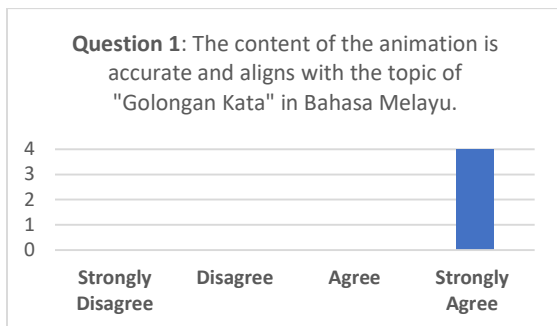 Question 1: The content of the animation is
accurate and aligns with the topic of
"Golongan Kata" in Bahasa Melayu.
4
3
2
1
0
Strongly Disagree
Disagree
Agree
Strongly Agree